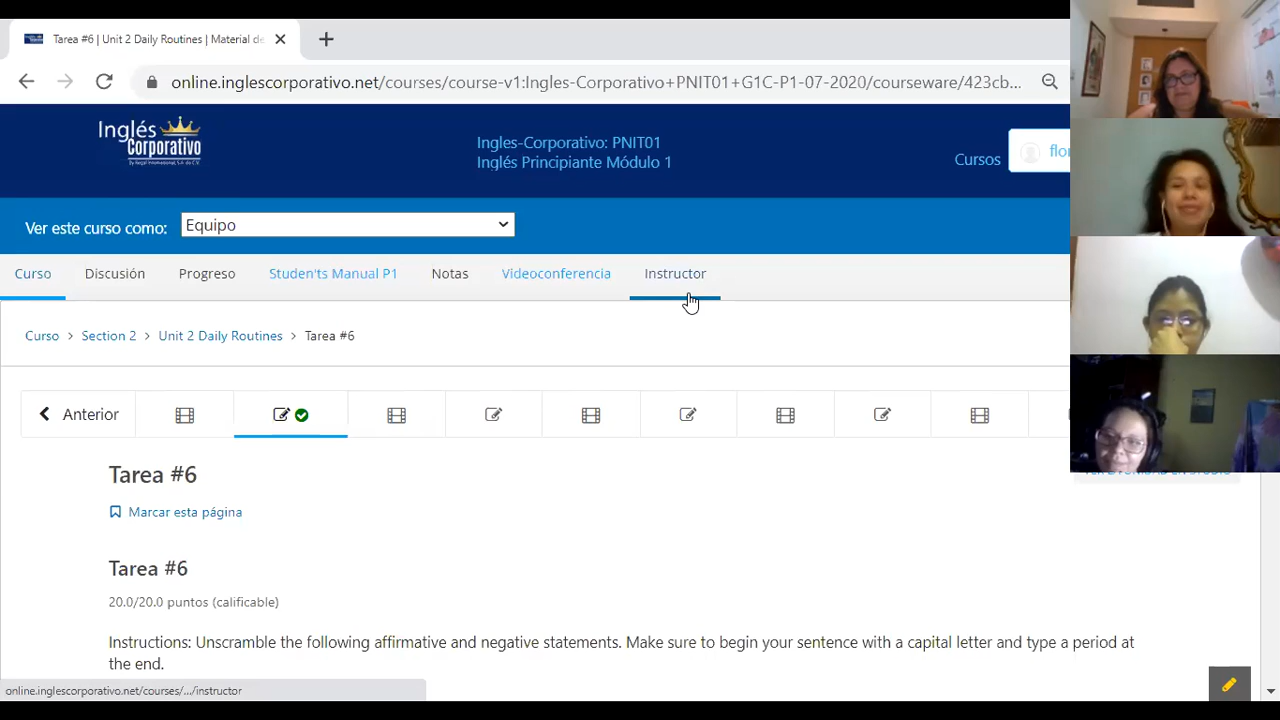 Tarea #6 | Unit 2 Daily Routines | Material de
online.inglescorporativo.net/courses/course-v1:Ingles-Corporativo+PNIT01+G1C-P1-07-2020/courseware/423cb...
Inglés
Corporativo
Ingles-Corporativo: PNIT01
Inglés Principiante Módulo 1
Cursos
flo
Ver este curso como:
Equipo
Curso
Discusión
Progreso
Studen'ts Manual P1
Notas
Videoconferencia
Instructor
Curso > Section 2 > Unit 2 Daily Routines > Tarea #6
Anterior
Tarea #6
Marcar esta página
Tarea #6
20.0/20.0 puntos (calificable)
Instructions: Unscramble the following affirmative and negative statements. Make sure to begin your sentence with a capital letter and type a period at
the end.
online.inglescorporativo.net/courses/.../instructor